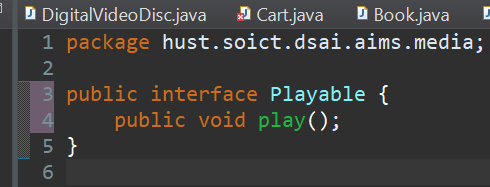 DigitalVideoDisc.java Cart.java Book.java
1 package hust.soict.dsai.aims.media;
2
3 public interface Playable {
4     public void play();
5 }
6